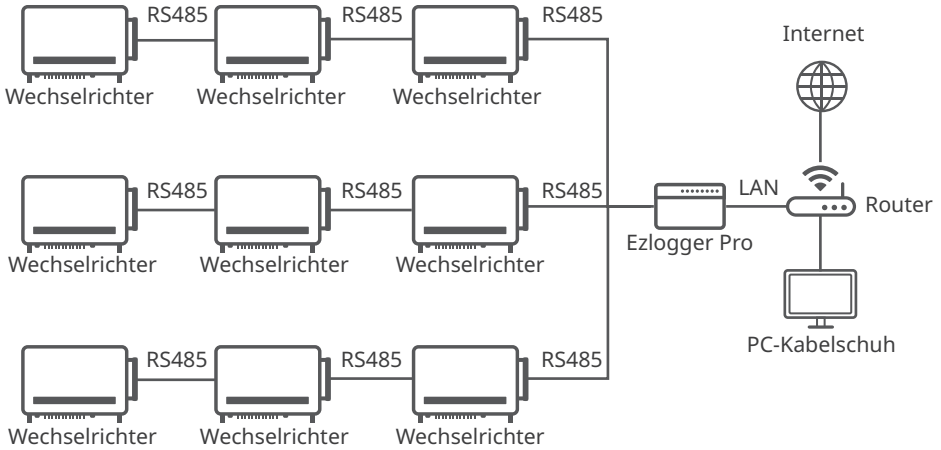 RS485 RS485 RS485
Internet
Wechselrichter Wechselrichter Wechselrichter
RS485 RS485 RS485 LAN
Router
Ezlogger Pro
Wechselrichter Wechselrichter Wechselrichter
PC-Kabelschuh
RS485 RS485 RS485
Wechselrichter Wechselrichter Wechselrichter